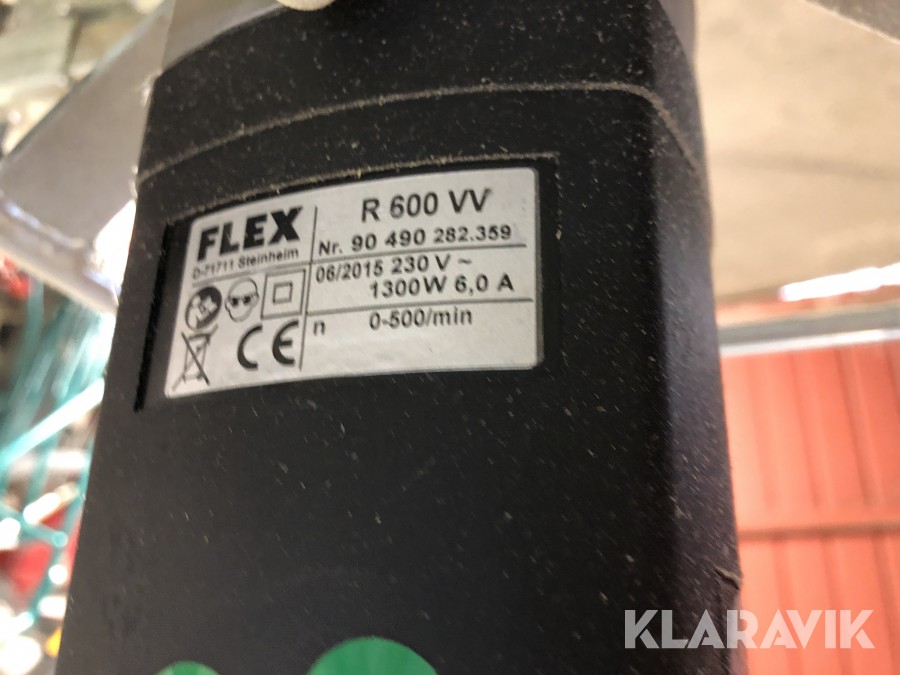 FLEX
D-71711 Steinheim
R 600 VV
Nr. 90 490 282.359
06/2015 230 V ~
1300W 6,0 A
n 0-500/min
CE
KLARAVIK